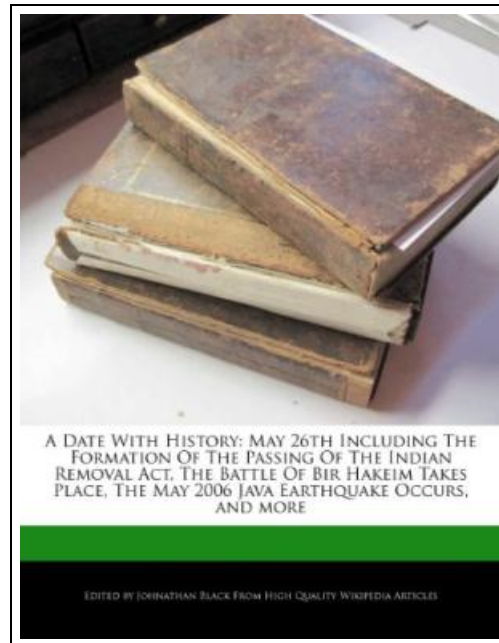 A Date With History: May 26th Including The
Formation Of The Passing Of The Indian
Removal Act, The Battle Of Bir Hakeim Takes
Place, The May 2006 Java Earthquake Occurs,
and more
Edited by Johnathan Black From High Quality Wikipedia Articles